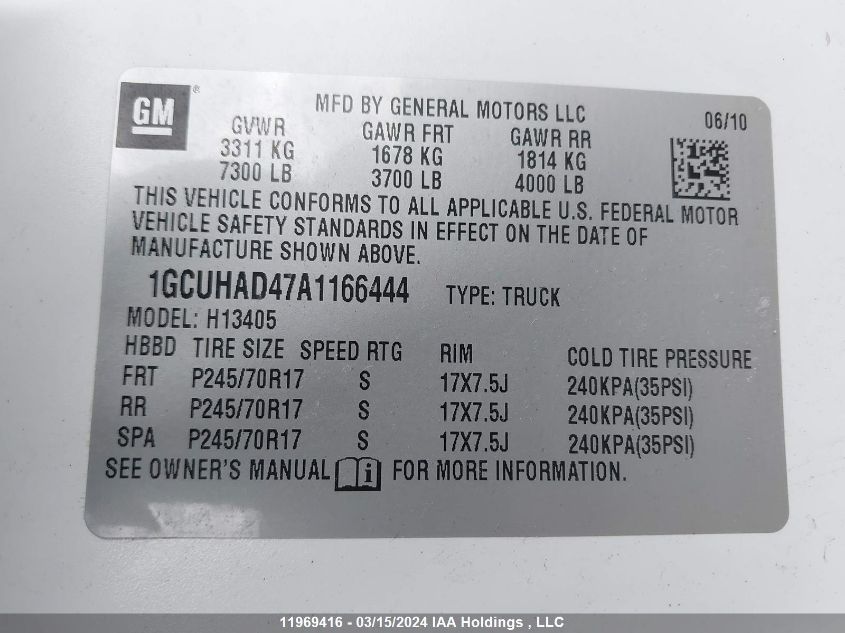 GM ®
MFD BY GENERAL MOTORS LLC 06/10
GVWR GAWR FRT GAWR RR
3311 KG 1678 KG 1814 KG
7300 LB 3700 LB 4000 LB
THIS VEHICLE CONFORMS TO ALL APPLICABLE U.S. FEDERAL MOTOR
VEHICLE SAFETY STANDARDS IN EFFECT ON THE DATE OF
MANUFACTURE SHOWN ABOVE.
1GCUHAD47A1166444 TYPE: TRUCK
MODEL: H13405
HBBD TIRE SIZE SPEED RTG RIM COLD TIRE PRESSURE
FRT P245/70R17 S 17X7.5J 240KPA(35PSI)
RR P245/70R17 S 17X7.5J 240KPA(35PSI)
SPA P245/70R17 S 17X7.5J 240KPA(35PSI)
SEE OWNER'S MANUAL i FOR MORE INFORMATION.
11969416 - 03/15/2024 IAA Holdings , LLC